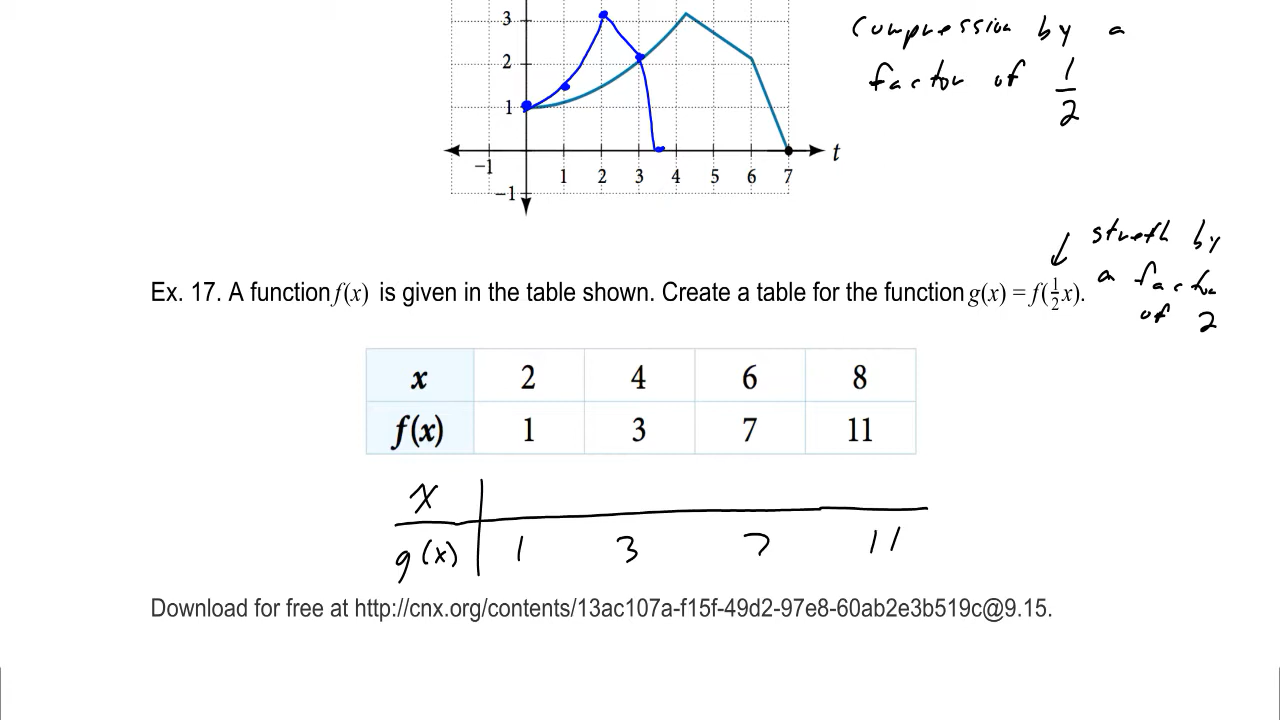 3
2
1
-1
1 2 3 4 5 6 7
-1
t
compression by a
factor of 1/2
stretch by
a factor
of 2
Ex. 17. A function f(x) is given in the table shown. Create a table for the function g(x) = f(1/2x).
x 2 4 6 8
f(x) 1 3 7 11
x
g(x) 1 3 7 11
Download for free at http://cnx.org/contents/13ac107a-f15f-49d2-97e8-60ab2e3b519c@9.15.